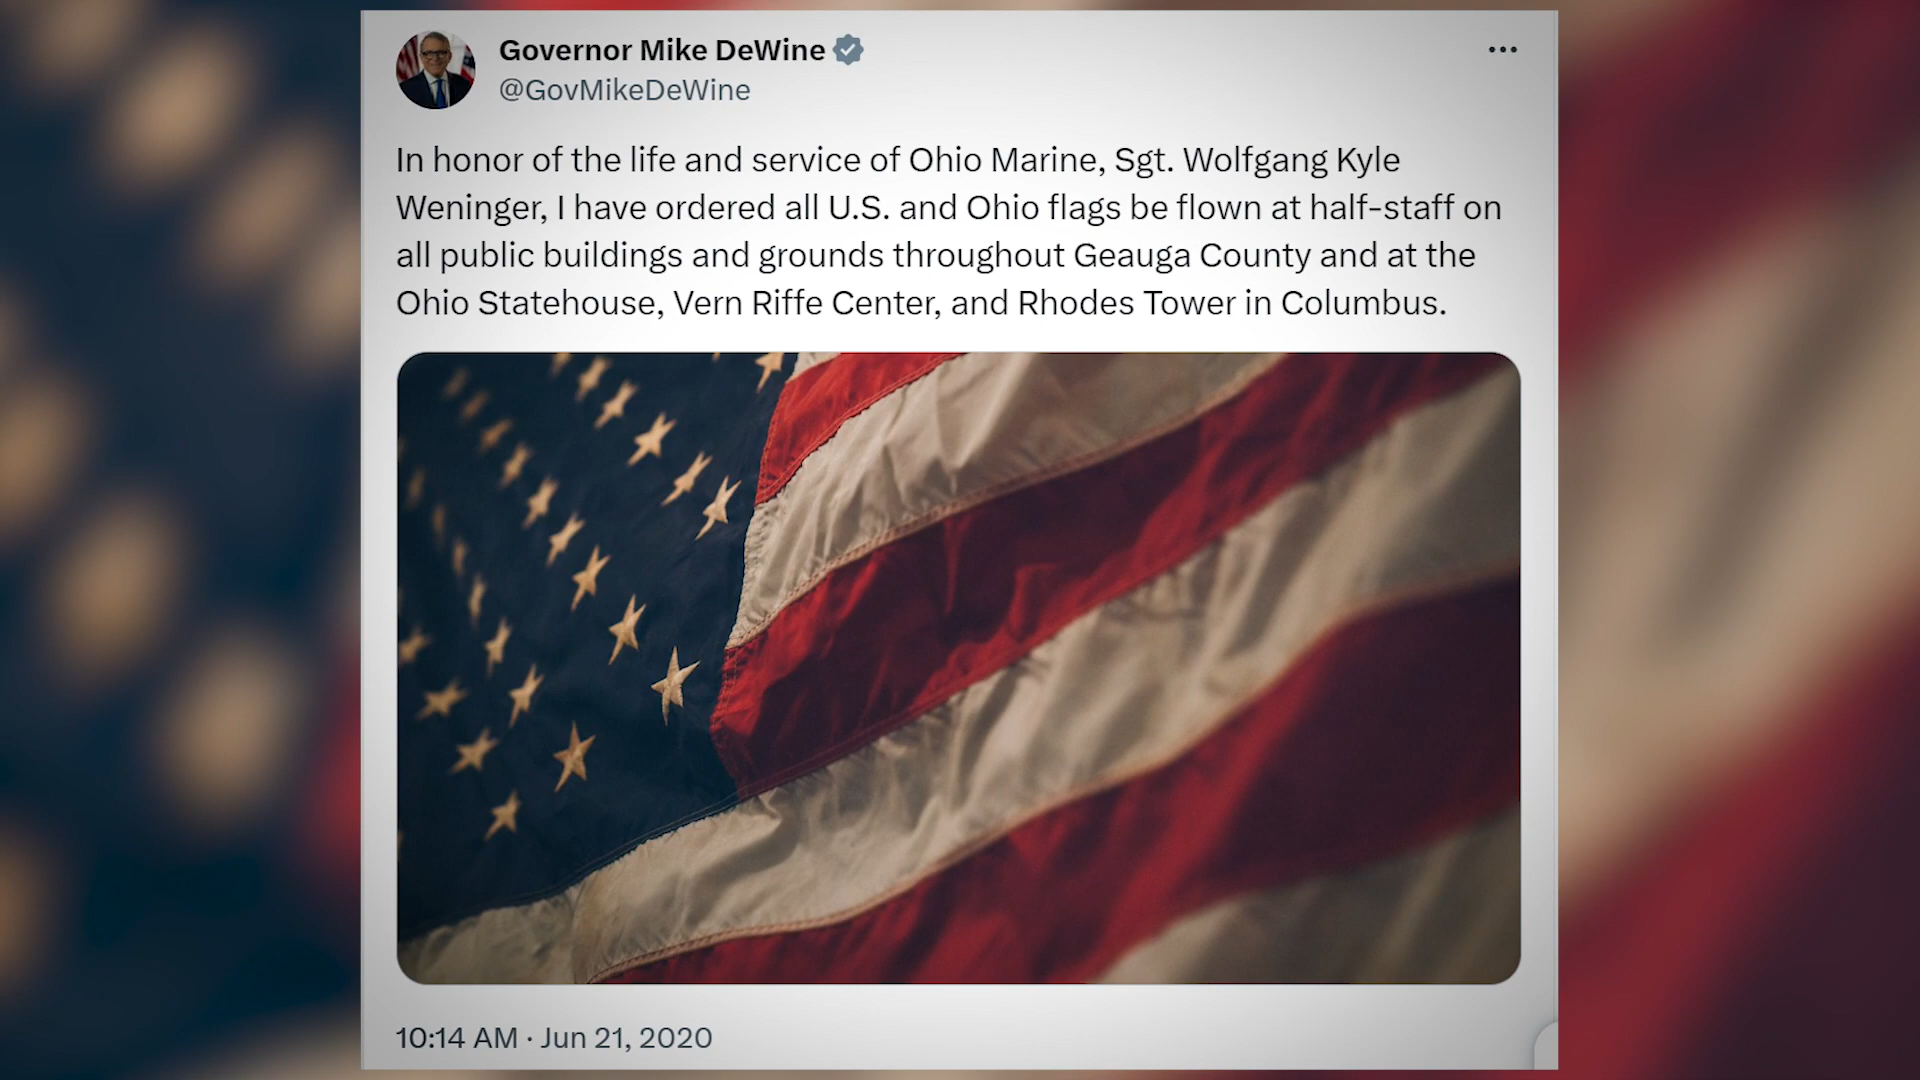 Governor Mike DeWine
@GovMikeDeWine
In honor of the life and service of Ohio Marine, Sgt. Wolfgang Kyle
Weninger, I have ordered all U.S. and Ohio flags be flown at half-staff on
all public buildings and grounds throughout Geauga County and at the
Ohio Statehouse, Vern Riffe Center, and Rhodes Tower in Columbus.
10:14 AM · Jun 21, 2020